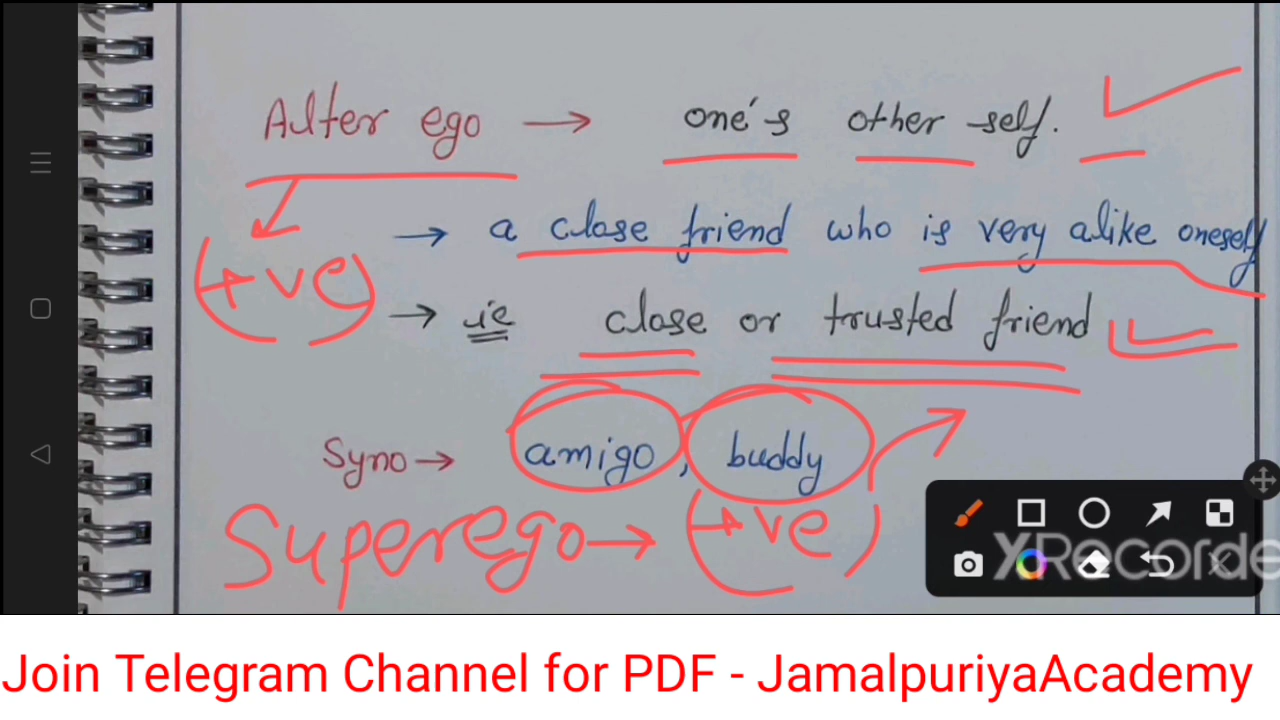 Alter ego → one's other self.
(+ve) → a close friend who is very alike oneself
→ ie close or trusted friend
Syno → amigo, buddy
Superego → (+ve)
XRecorde
Join Telegram Channel for PDF - JamalpuriyaAcademy